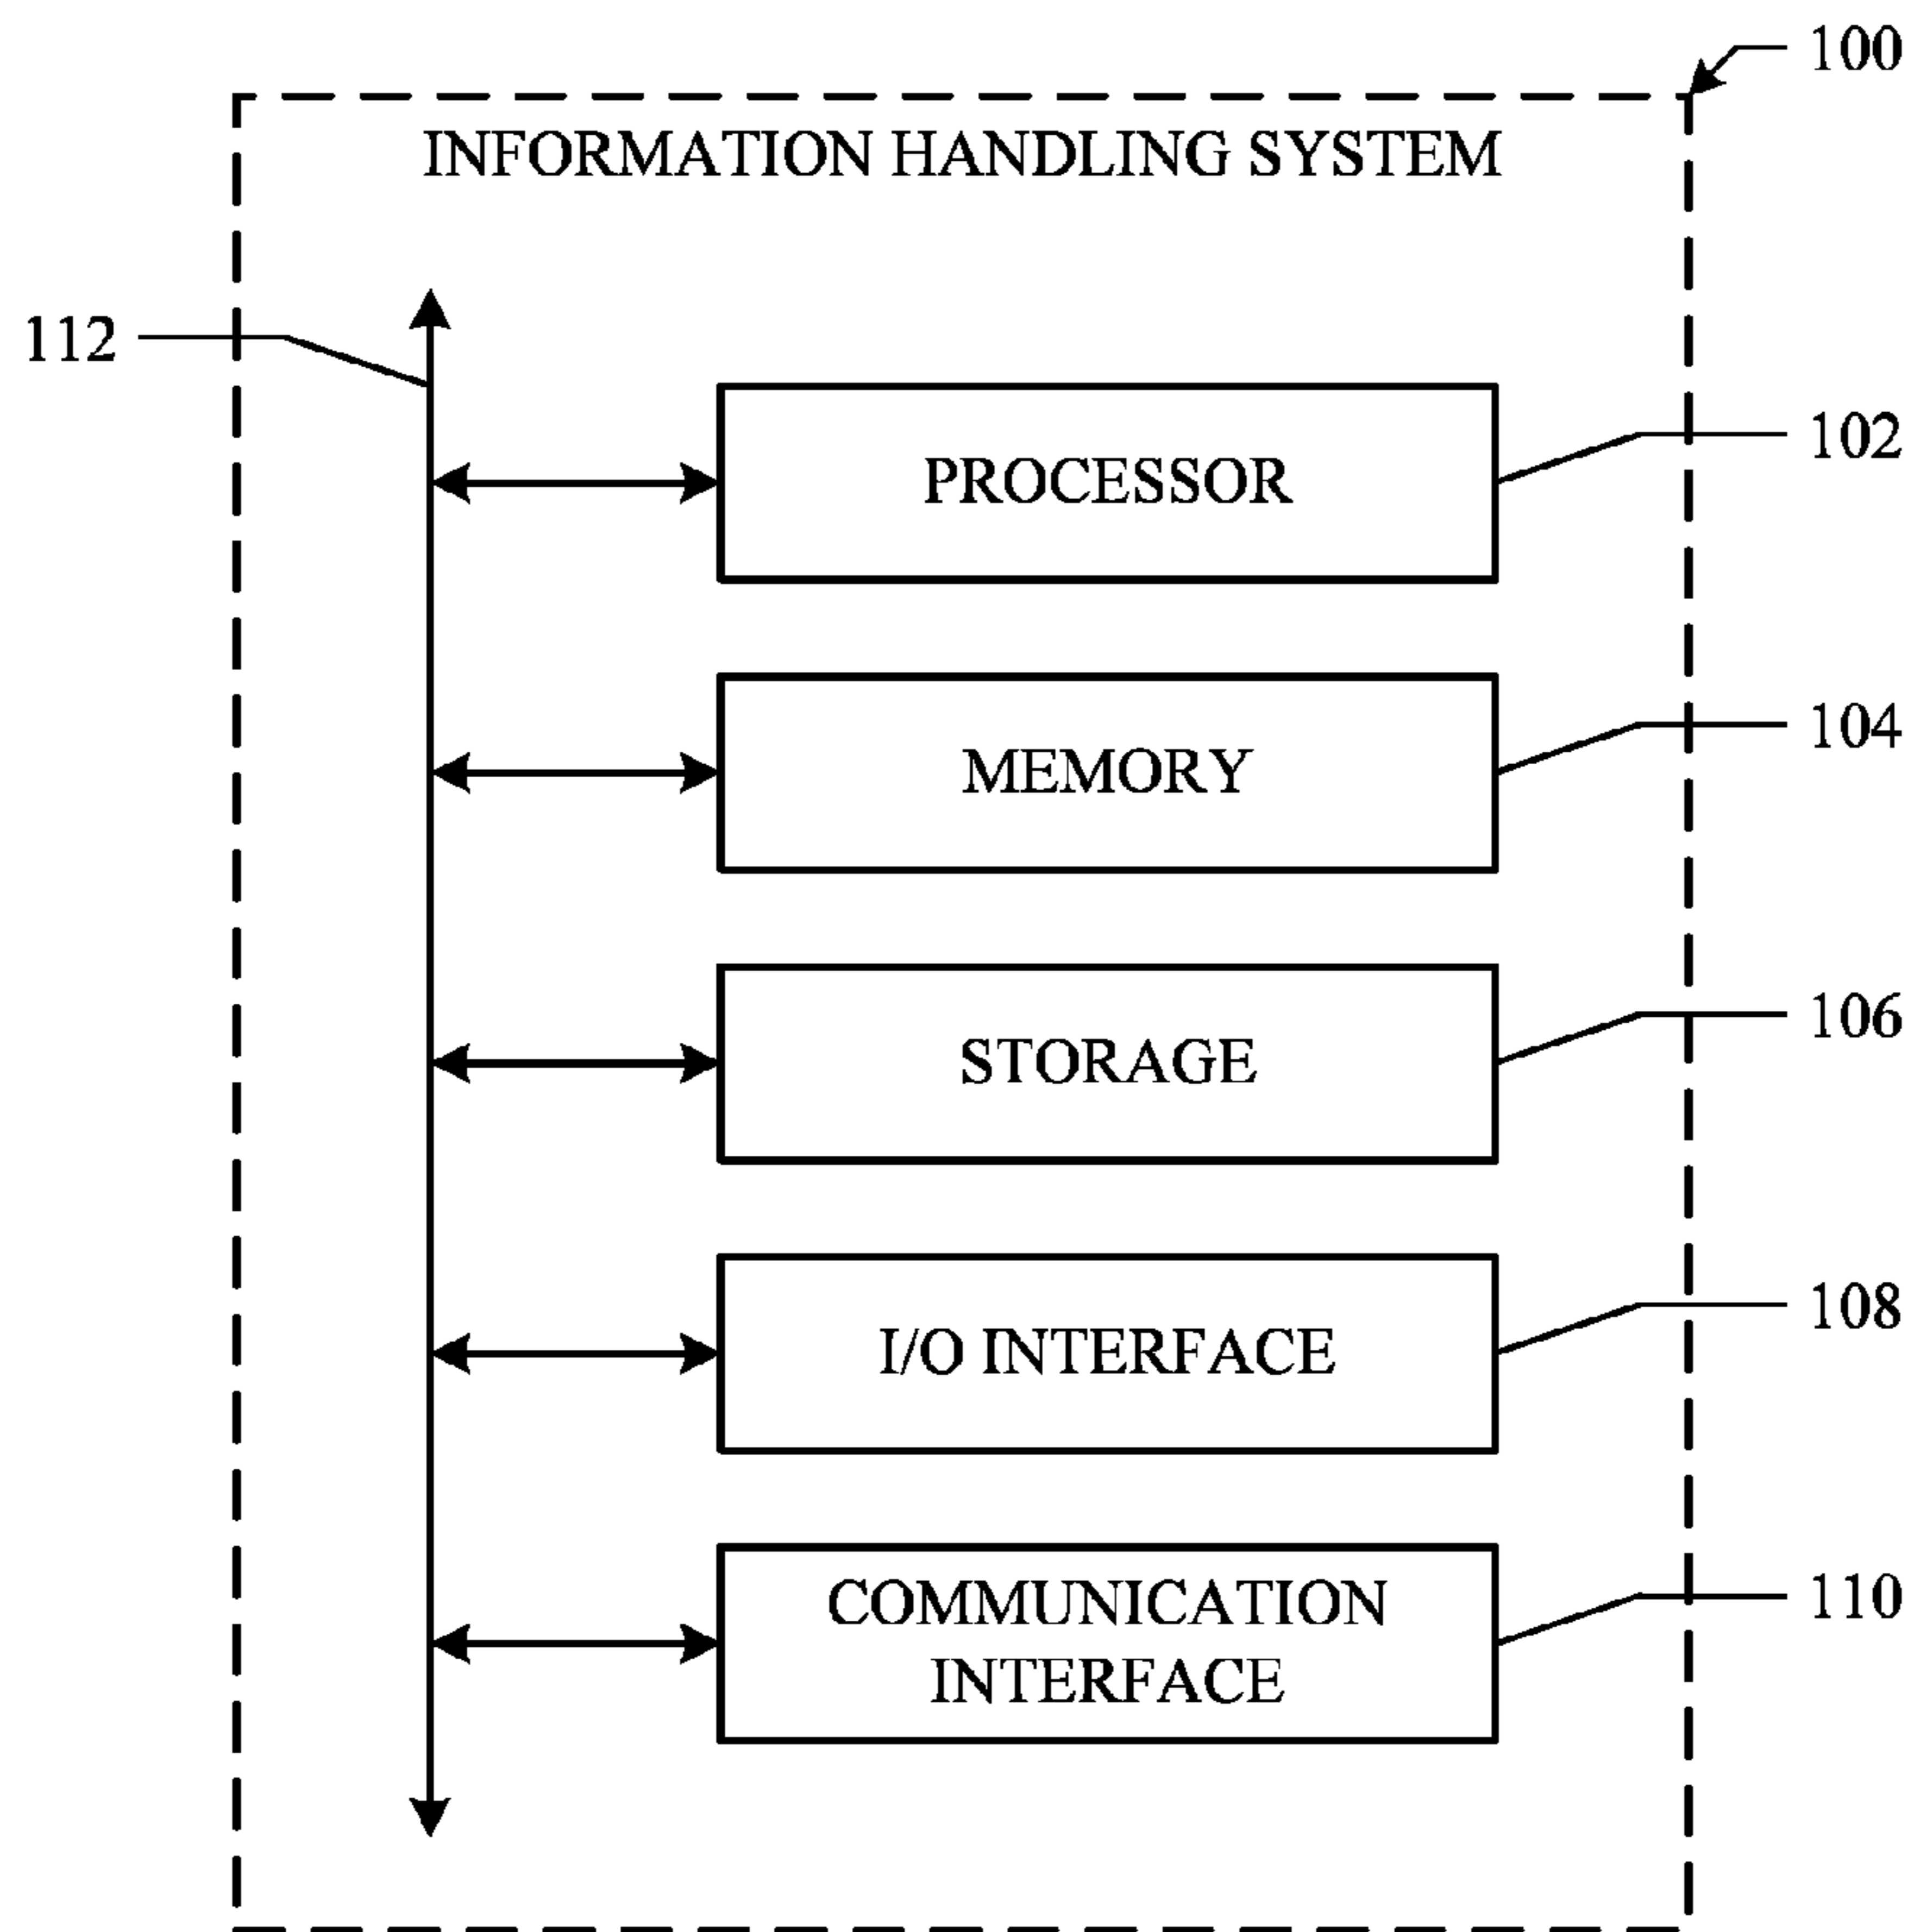 100
INFORMATION HANDLING SYSTEM
112
102
PROCESSOR
104
MEMORY
106
STORAGE
108
I/O INTERFACE
110
COMMUNICATION
INTERFACE